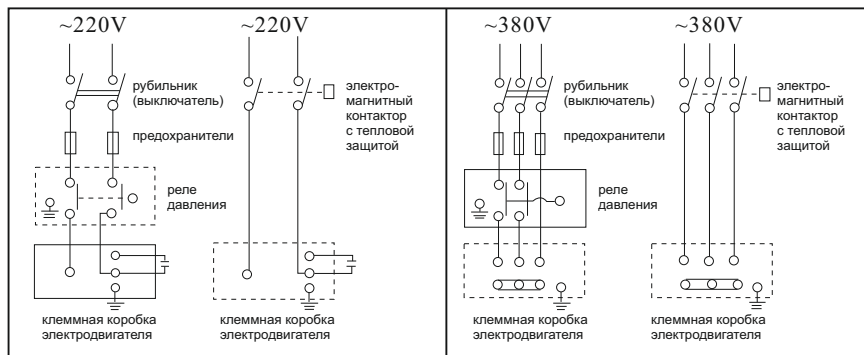 ~220V
~220V
рубильник
(выключатель)
предохранители
реле
давления
электро-
магнитный
контактор
с тепловой
защитой
клеммная коробка
электродвигателя
клеммная коробка
электродвигателя
~380V
~380V
рубильник
(выключатель)
предохранители
реле
давления
электро-
магнитный
контактор
с тепловой
защитой
клеммная коробка
электродвигателя
клеммная коробка
электродвигателя